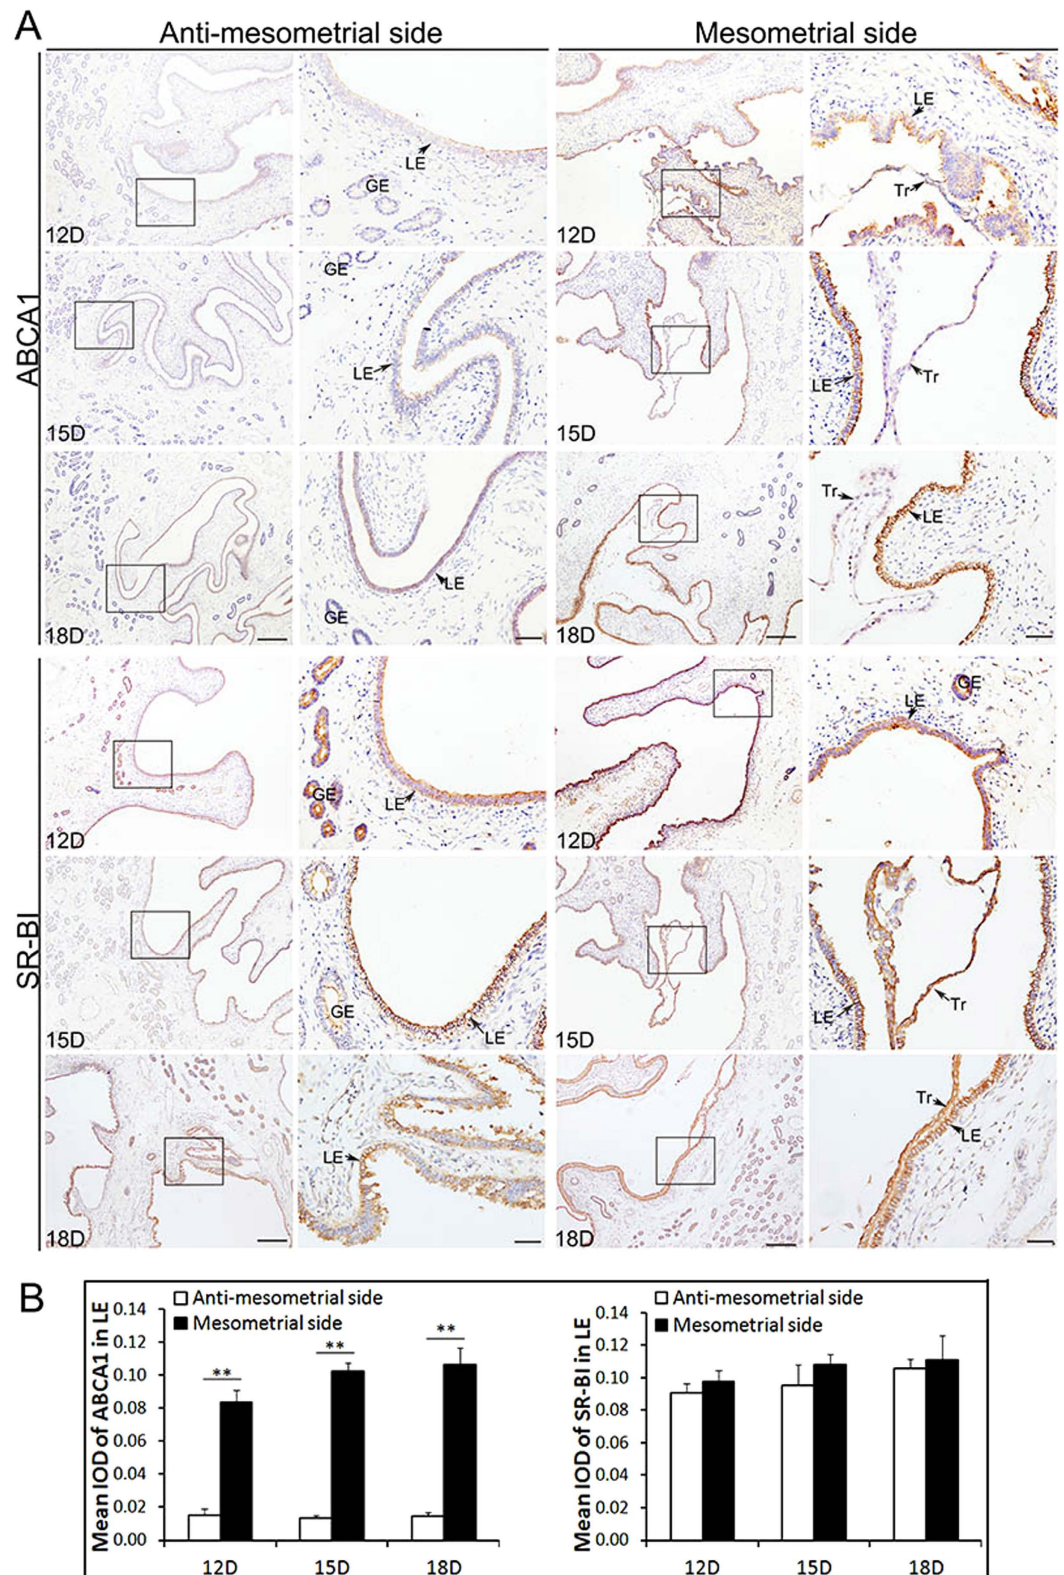 A
Anti-mesometrial side Mesometrial side
ABCA1
LE
GE
12D
LE
Tr
12D
GE
LE
15D
LE
Tr
15D
LE
GE
18D
Tr
LE
18D
SR-BI
GE
LE
12D
GE
LE
12D
GE
LE
15D
LE
Tr
15D
LE
18D
Tr
LE
18D
B
Mean IOD of ABCA1 in LE
Anti-mesometrial side
Mesometrial side
0.14
0.12
0.10
0.08
0.06
0.04
0.02
0.00
** ** **
12D 15D 18D
Mean IOD of SR-BI in LE
Anti-mesometrial side
Mesometrial side
0.14
0.12
0.10
0.08
0.06
0.04
0.02
0.00
12D 15D 18D